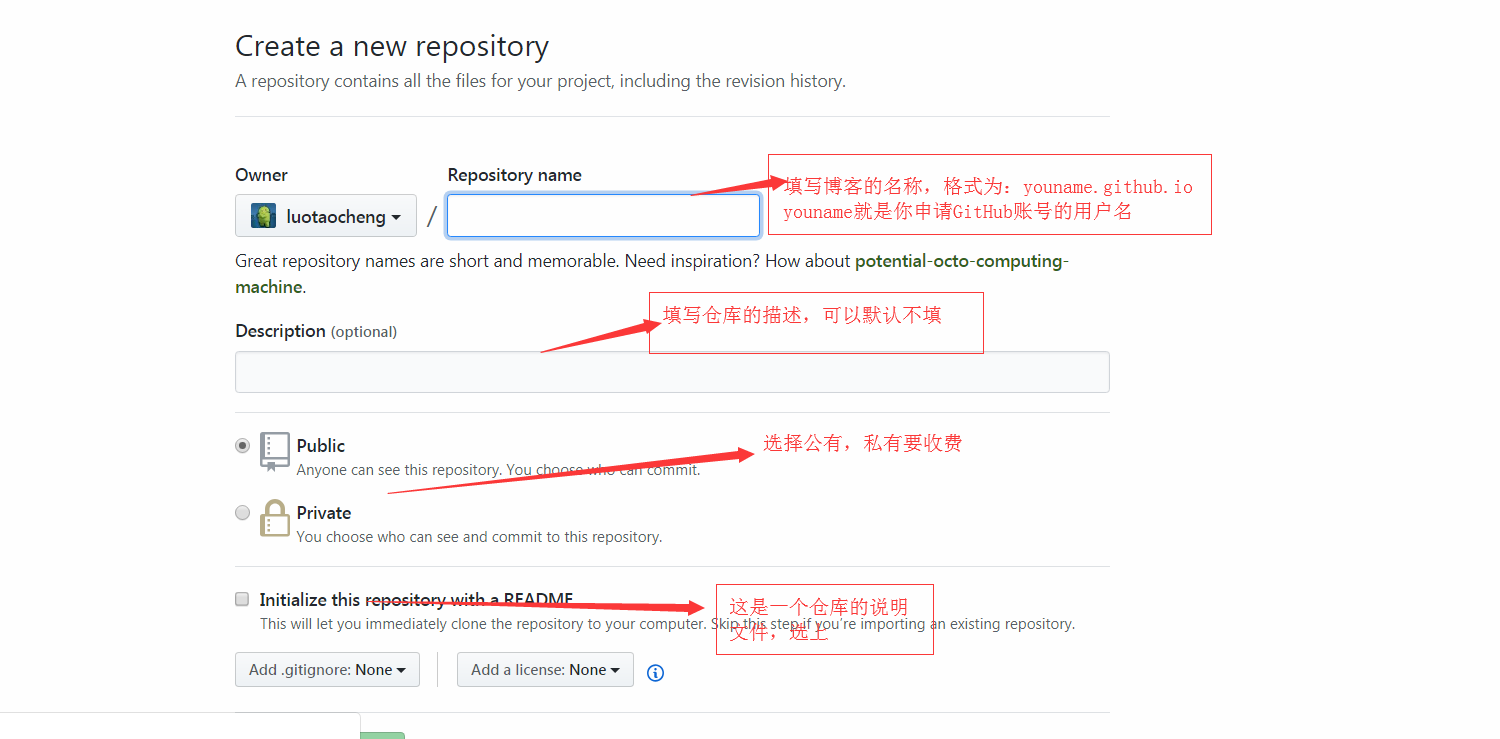 Create a new repository
A repository contains all the files for your project, including the revision history.
Owner
Repository name
luotaocheng
/
填写博客的名称，格式为：youname.github.io
youname就是你申请GitHub账号的用户名
Great repository names are short and memorable. Need inspiration? How about potential-octo-computing-
machine.
填写仓库的描述，可以默认不填
Description (optional)
Public
Anyone can see this repository. You choose who can commit.
选择公有，私有要收费
Private
You choose who can see and commit to this repository.
Initialize this repository with a README
This will let you immediately clone the repository to your computer. Skip this step if you're importing an existing repository.
这是一个仓库的说明
文件，选上
Add .gitignore: None
Add a license: None